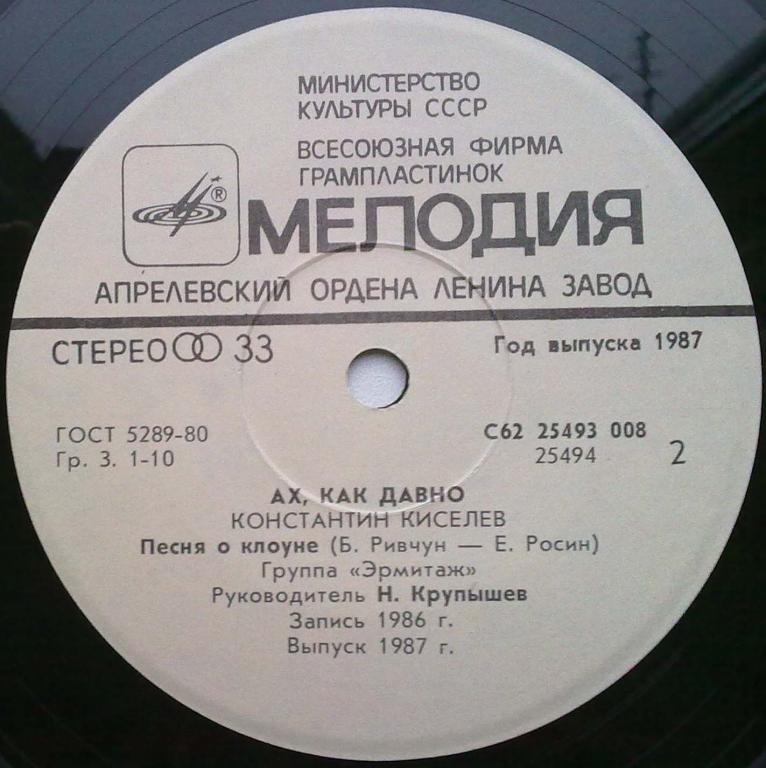 МИНИСТЕРСТВО
КУЛЬТУРЫ СССР
ВСЕСОЮЗНАЯ ФИРМА
ГРАМПЛАСТИНОК
®
МЕЛОДИЯ
АПРЕЛЕВСКИЙ ОРДЕНА ЛЕНИНА ЗАВОД
СТЕРЕО 33
Год выпуска 1987
ГОСТ 5289-80
Гр. 3. 1-10
С62 25493 008
25494 2
АХ, КАК ДАВНО
КОНСТАНТИН КИСЕЛЕВ
Песня о клоуне (Б. Ривчун — Е. Росин)
Группа «Эрмитаж»
Руководитель Н. Крупышев
Запись 1986 г.
Выпуск 1987 г.